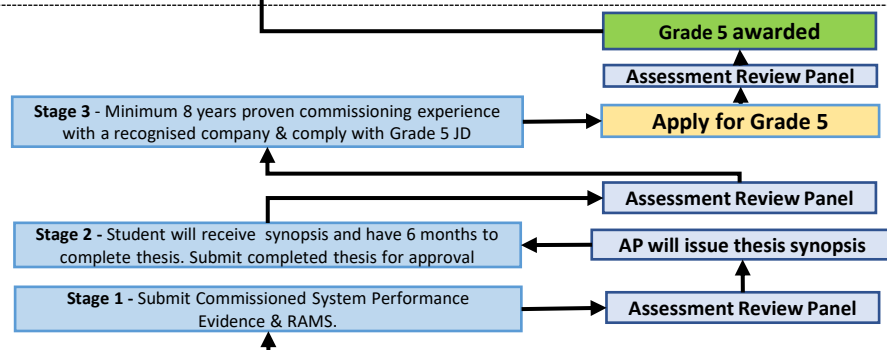 Grade 5 awarded
Assessment Review Panel
Stage 3 - Minimum 8 years proven commissioning experience
with a recognised company & comply with Grade 5 JD
Apply for Grade 5
Assessment Review Panel
Stage 2 - Student will receive synopsis and have 6 months to
complete thesis. Submit completed thesis for approval
AP will issue thesis synopsis
Stage 1 - Submit Commissioned System Performance
Evidence & RAMS.
Assessment Review Panel